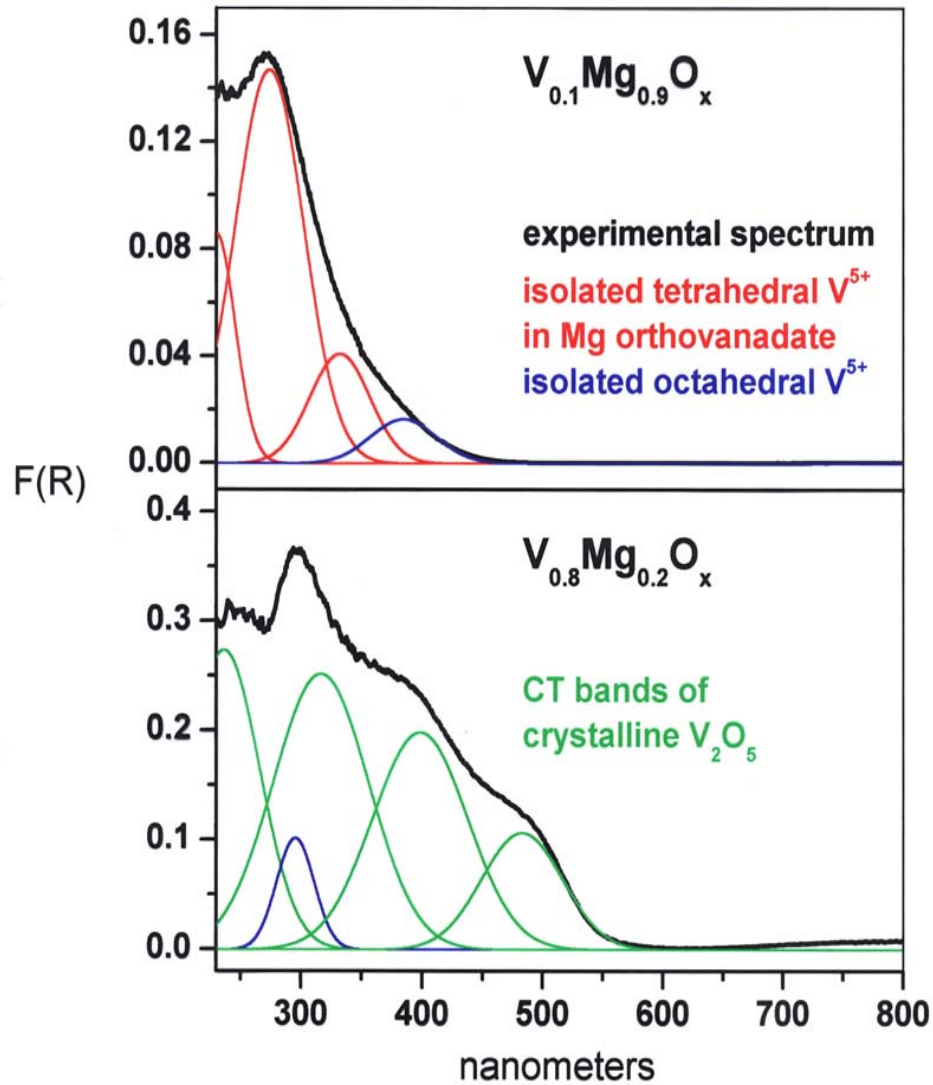 0.16
0.12
0.08
0.04
0.00
V0.1Mg0.9Ox
experimental spectrum
isolated tetrahedral V5+
in Mg orthovanadate
isolated octahedral V5+
F(R)
0.4
0.3
0.2
0.1
0.0
V0.8Mg0.2Ox
CT bands of
crystalline V2O5
300 400 500 600 700 800
nanometers